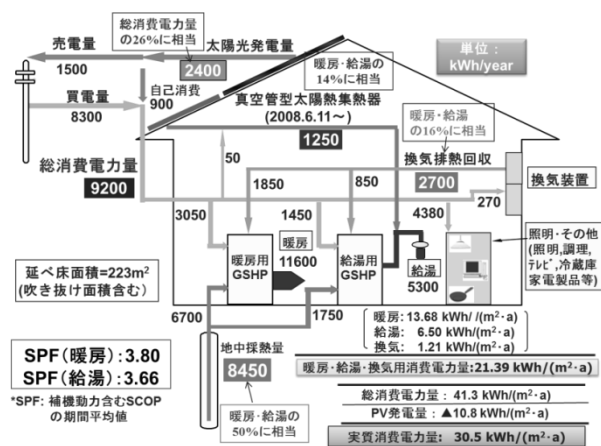 総消費電力量
の26%に相当
売電量
太陽光発電量
1500
2400
暖房・給湯の
14%に相当
単位：
kWh/year
自己消費
900
買電量
8300
真空管型太陽熱集熱器
(2008.6.11～)
1250
暖房・給湯
の16%に相当
50
換気排熱回収
2700
換気装置
総消費電力量
9200
1850
850
270
3050
1450
4380
暖房用
GSHP
暖房
11600
給湯用
GSHP
給湯
5300
照明・その他
(照明,調理,
テレビ,冷蔵庫
家電製品等)
延べ床面積=223m²
(吹き抜け面積含む)
6700
1750
暖房: 13.68 kWh/ /(m²･a)
給湯: 6.50 kWh/(m²･a)
換気: 1.21 kWh/(m²･a)
地中採熱量
8450
暖房・給湯・換気用消費電力量:21.39 kWh/(m²･a)
SPF(暖房):3.80
SPF(給湯):3.66
*SPF: 補機動力含むSCOP
の期間平均値
暖房・給湯の
50%に相当
総消費電力量： 41.3 kWh/(m²･a)
PV発電量： ▲10.8 kWh/(m²･a)
実質消費電力量: 30.5 kWh/(m²･a)